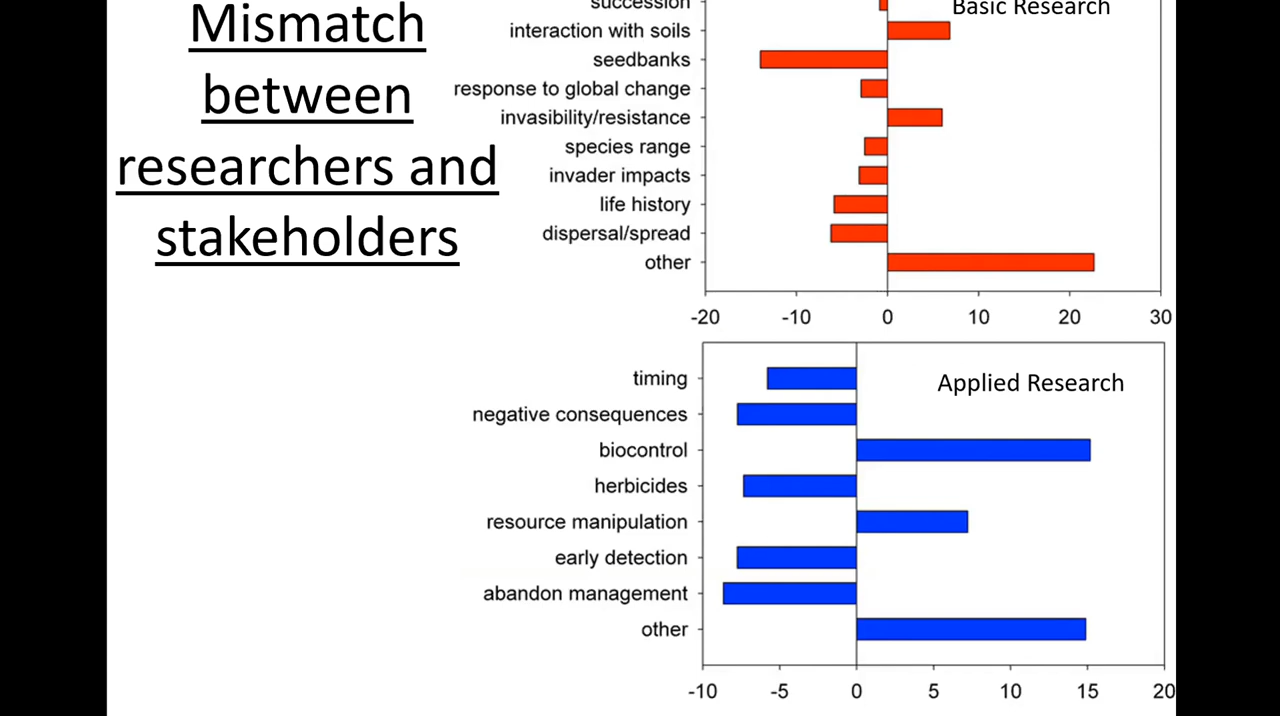 Mismatch
between
researchers and
stakeholders
succession
Basic Research
interaction with soils
seedbanks
response to global change
invasibility/resistance
species range
invader impacts
life history
dispersal/spread
other
-20 -10 0 10 20 30
timing
Applied Research
negative consequences
biocontrol
herbicides
resource manipulation
early detection
abandon management
other
-10 -5 0 5 10 15 20